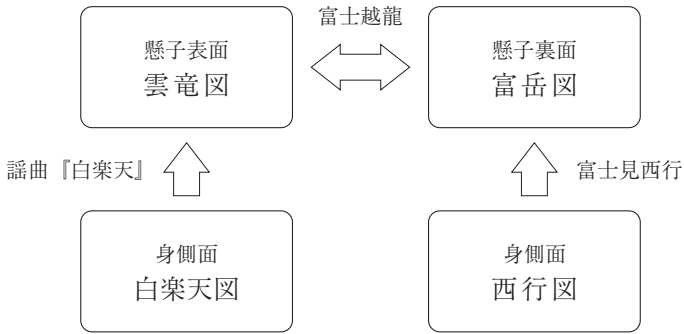 富士越龍
懸子表面
雲竜図
懸子裏面
富岳図
謡曲『白楽天』
富士見西行
身側面
白楽天図
身側面
西行図